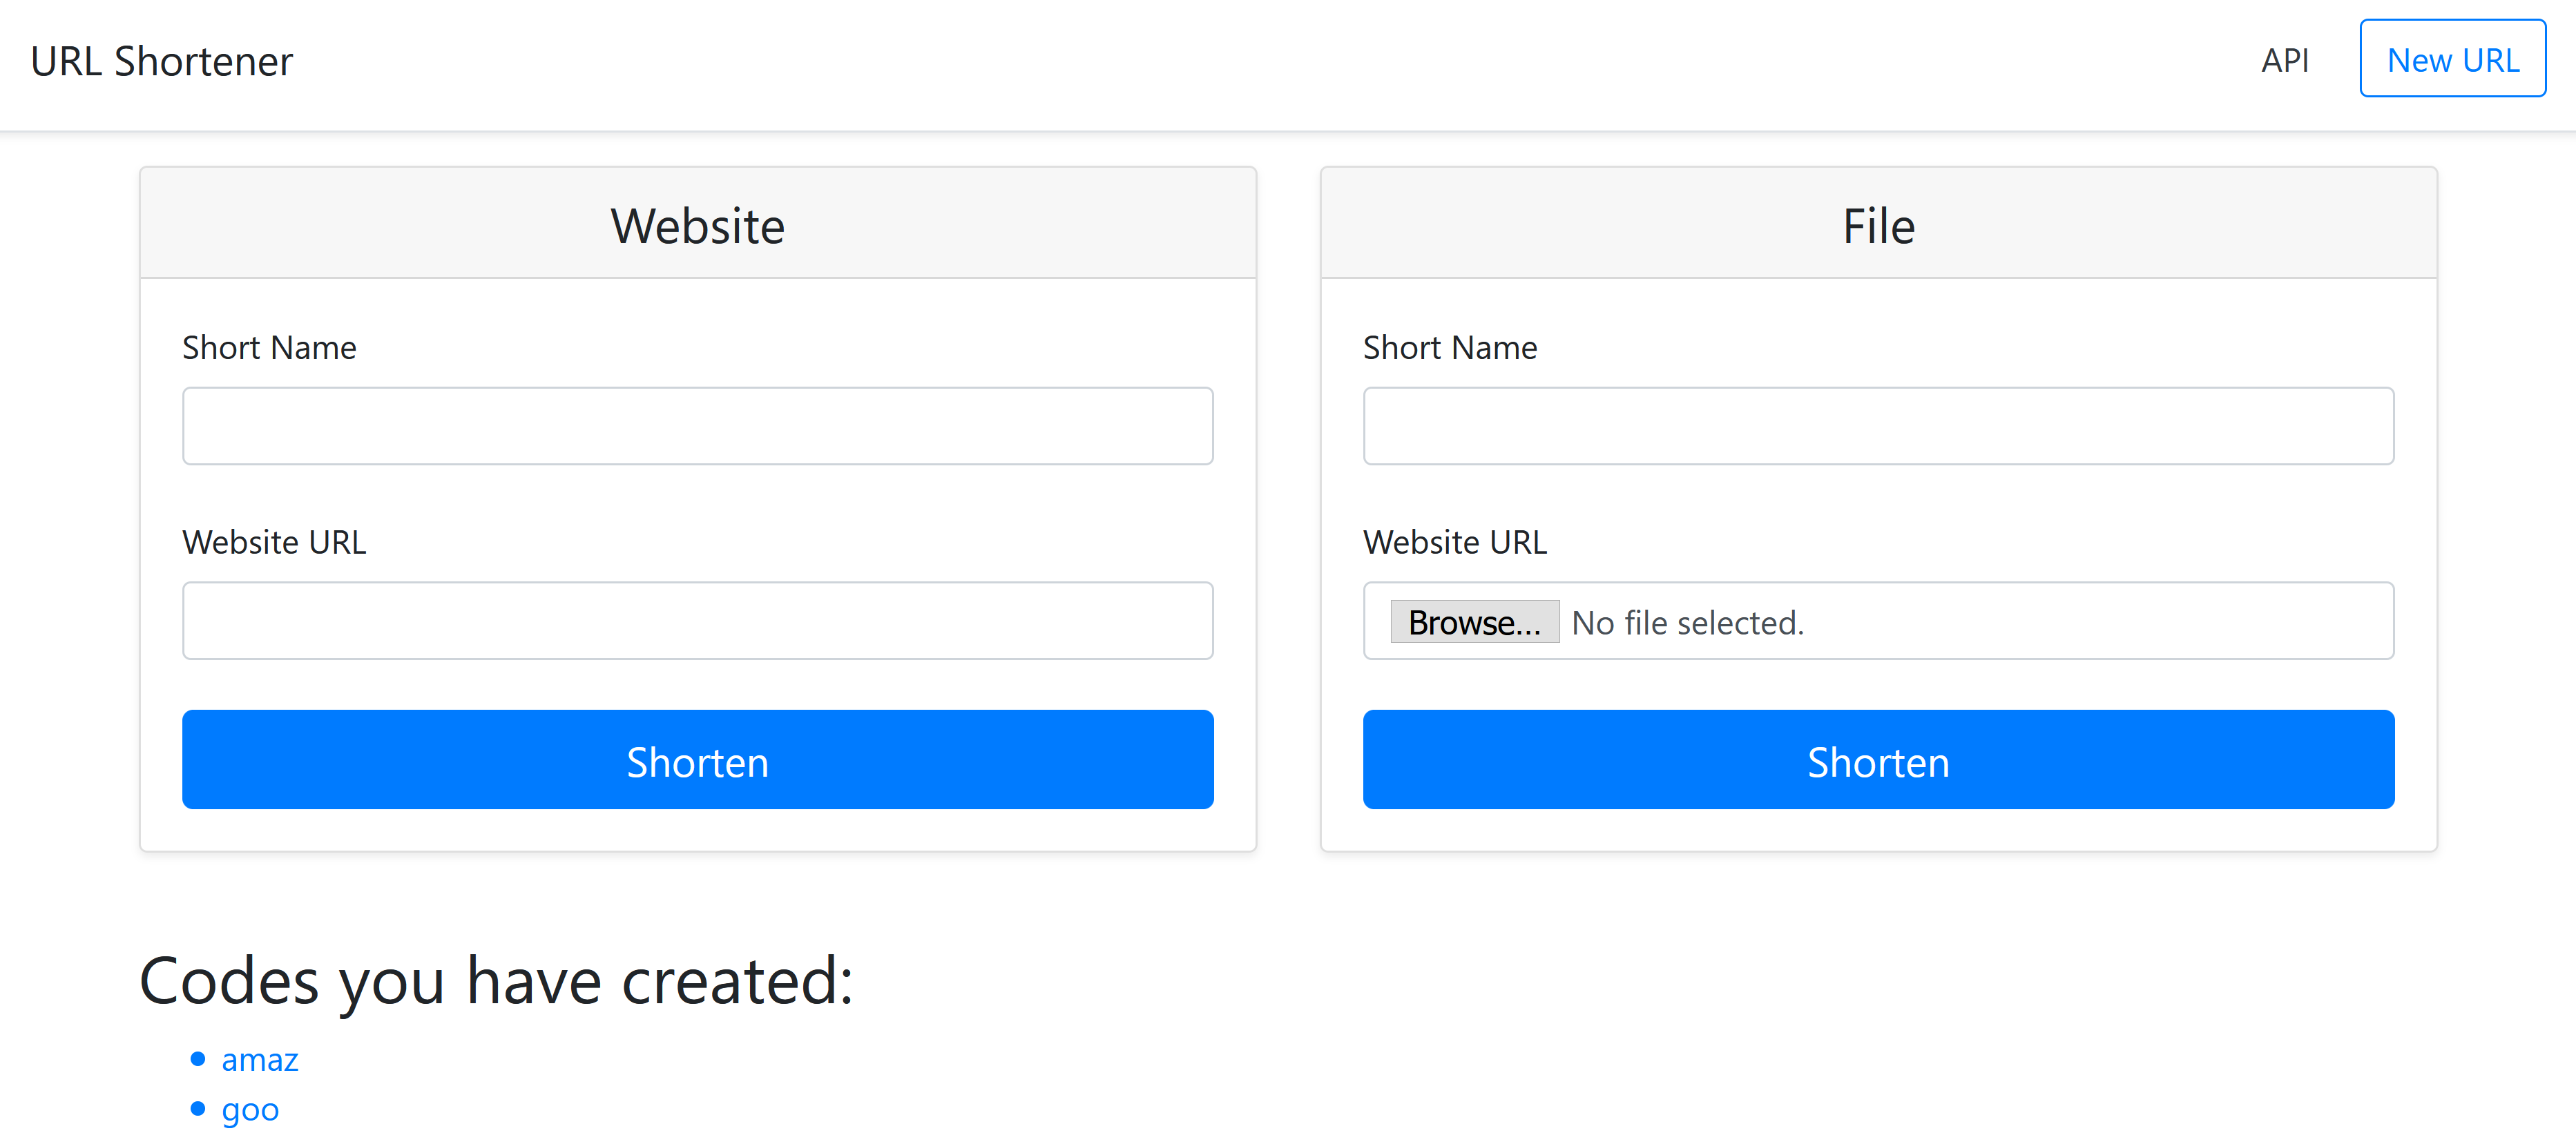 URL Shortener
API
New URL
Website
Short Name
Website URL
Shorten
File
Short Name
Website URL
Browse... No file selected.
Shorten
Codes you have created:
amaz
goo